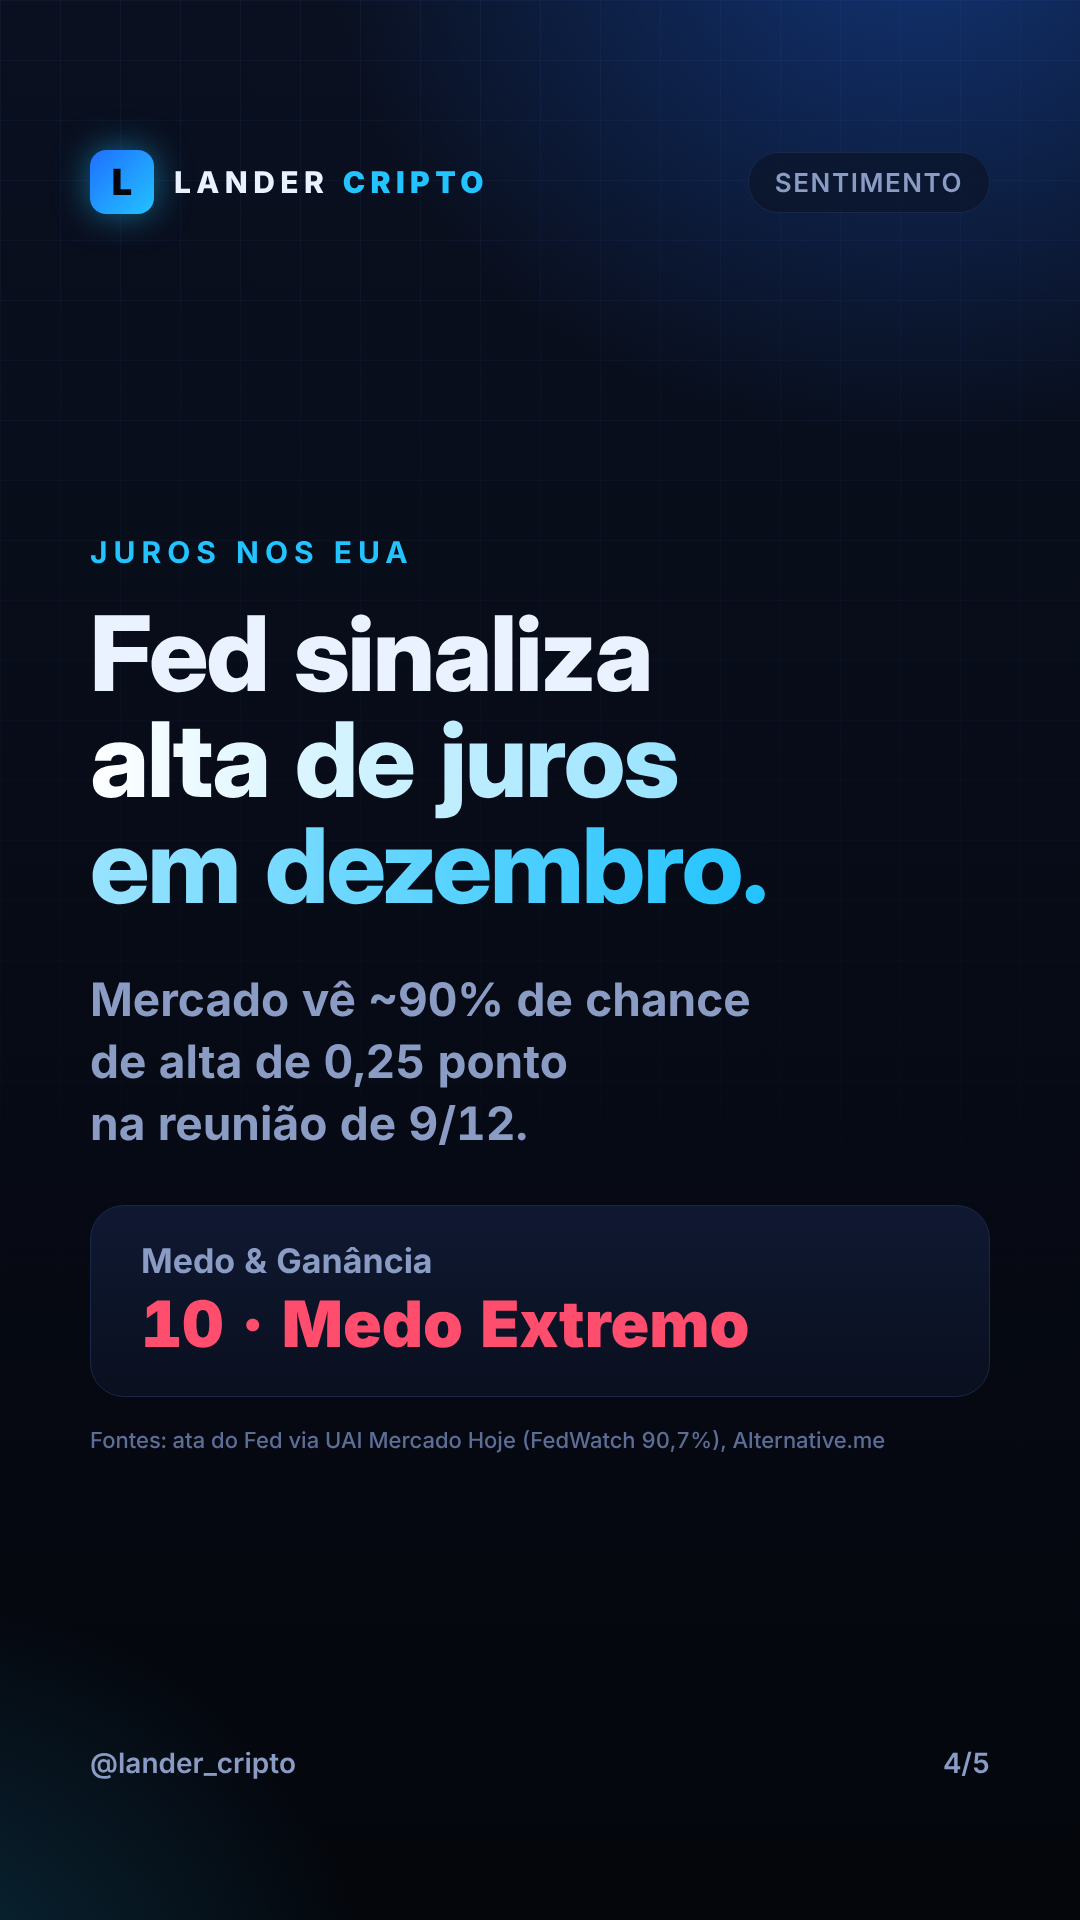 L LANDER CRIPTO
SENTIMENTO
JUROS NOS EUA
Fed sinaliza
alta de juros
em dezembro.
Mercado vê ~90% de chance
de alta de 0,25 ponto
na reunião de 9/12.
Medo & Ganância
10 · Medo Extremo
Fontes: ata do Fed via UAI Mercado Hoje (FedWatch 90,7%), Alternative.me
@lander_cripto
4/5